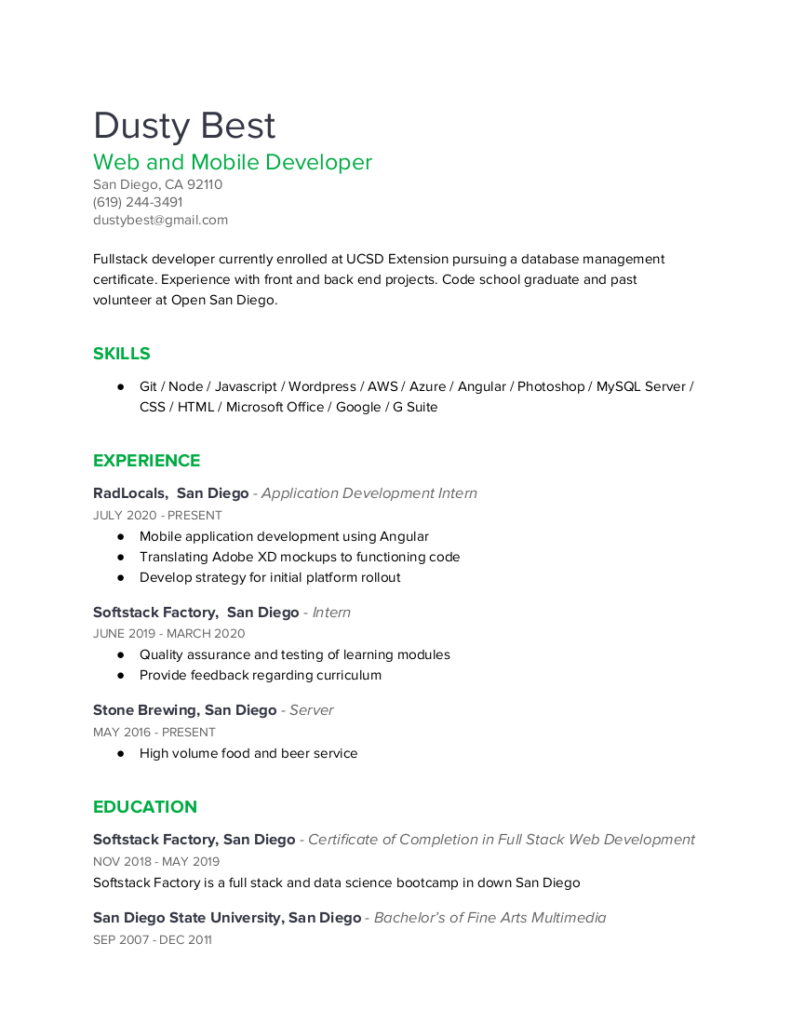 Dusty Best
Web and Mobile Developer
San Diego, CA 92110
(619) 244-3491
dustybest@gmail.com
Fullstack developer currently enrolled at UCSD Extension pursuing a database management
certificate. Experience with front and back end projects. Code school graduate and past
volunteer at Open San Diego.
SKILLS
● Git / Node / Javascript / Wordpress / AWS / Azure / Angular / Photoshop / MySQL Server /
CSS / HTML / Microsoft Office / Google / G Suite
EXPERIENCE
RadLocals,  San Diego - Application Development Intern
JULY 2020 - PRESENT
● Mobile application development using Angular
● Translating Adobe XD mockups to functioning code
● Develop strategy for initial platform rollout
Softstack Factory,  San Diego - Intern
JUNE 2019 - MARCH 2020
● Quality assurance and testing of learning modules
● Provide feedback regarding curriculum
Stone Brewing, San Diego - Server
MAY 2016 - PRESENT
● High volume food and beer service
EDUCATION
Softstack Factory, San Diego - Certificate of Completion in Full Stack Web Development
NOV 2018 - MAY 2019
Softstack Factory is a full stack and data science bootcamp in down San Diego
San Diego State University, San Diego - Bachelor's of Fine Arts Multimedia
SEP 2007 - DEC 2011